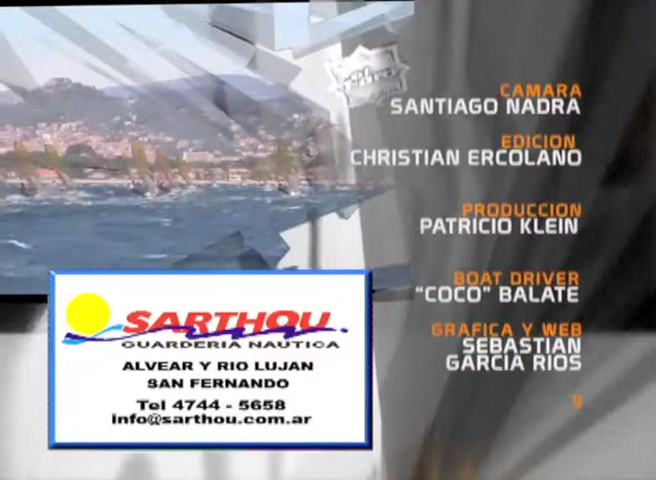 CAMARA
SANTIAGO NADRA
EDICION
CHRISTIAN ERCOLANO
PRODUCCION
PATRICIO KLEIN
BOAT DRIVER
"COCO" BALATE
GRAFICA Y WEB
SEBASTIAN
GARCIA RIOS
SARTHOU
GUARDERIA NAUTICA
ALVEAR Y RIO LUJAN
SAN FERNANDO
Tel 4744 - 5658
info@sarthou.com.ar